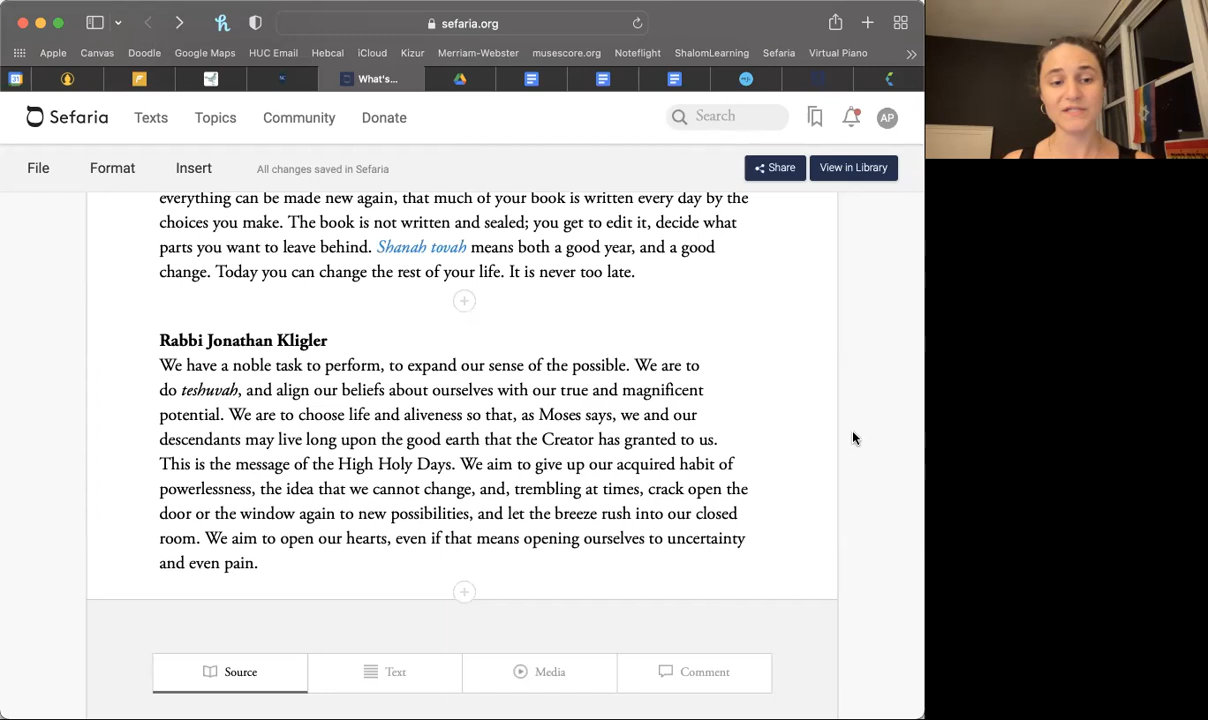 sefaria.org
Apple Canvas Doodle Google Maps HUC Email Hebcal iCloud Kizur Merriam-Webster musescore.org Noteflight ShalomLearning Sefaria Virtual Piano
What's...
Sefaria Texts Topics Community Donate Search AP
File Format Insert All changes saved in Sefaria Share View in Library
everything can be made new again, that much of your book is written every day by the
choices you make. The book is not written and sealed; you get to edit it, decide what
parts you want to leave behind. Shanah tovah means both a good year, and a good
change. Today you can change the rest of your life. It is never too late.
Rabbi Jonathan Kligler
We have a noble task to perform, to expand our sense of the possible. We are to
do teshuvah, and align our beliefs about ourselves with our true and magnificent
potential. We are to choose life and aliveness so that, as Moses says, we and our
descendants may live long upon the good earth that the Creator has granted to us.
This is the message of the High Holy Days. We aim to give up our acquired habit of
powerlessness, the idea that we cannot change, and, trembling at times, crack open the
door or the window again to new possibilities, and let the breeze rush into our closed
room. We aim to open our hearts, even if that means opening ourselves to uncertainty
and even pain.
Source Text Media Comment